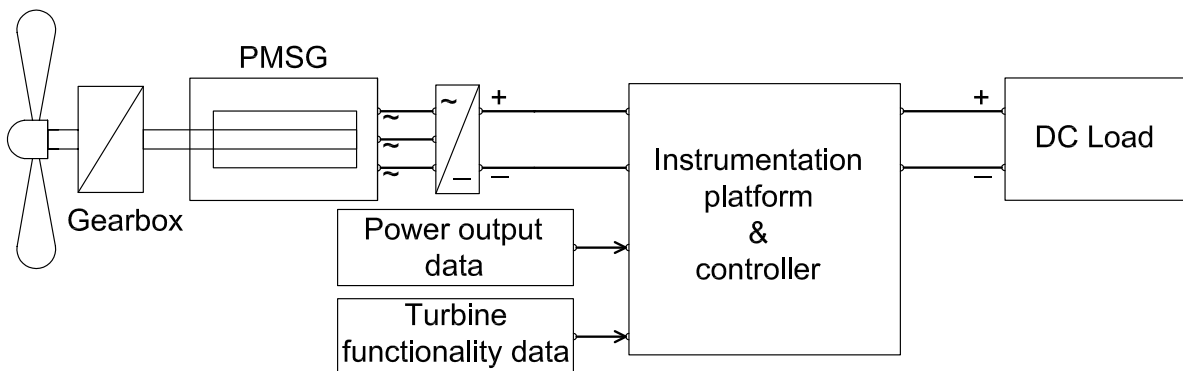 PMSG
~
~
~
~
+
−
−
+
−
Gearbox
Instrumentation
platform
&
controller
DC Load
Power output
data
Turbine
functionality data